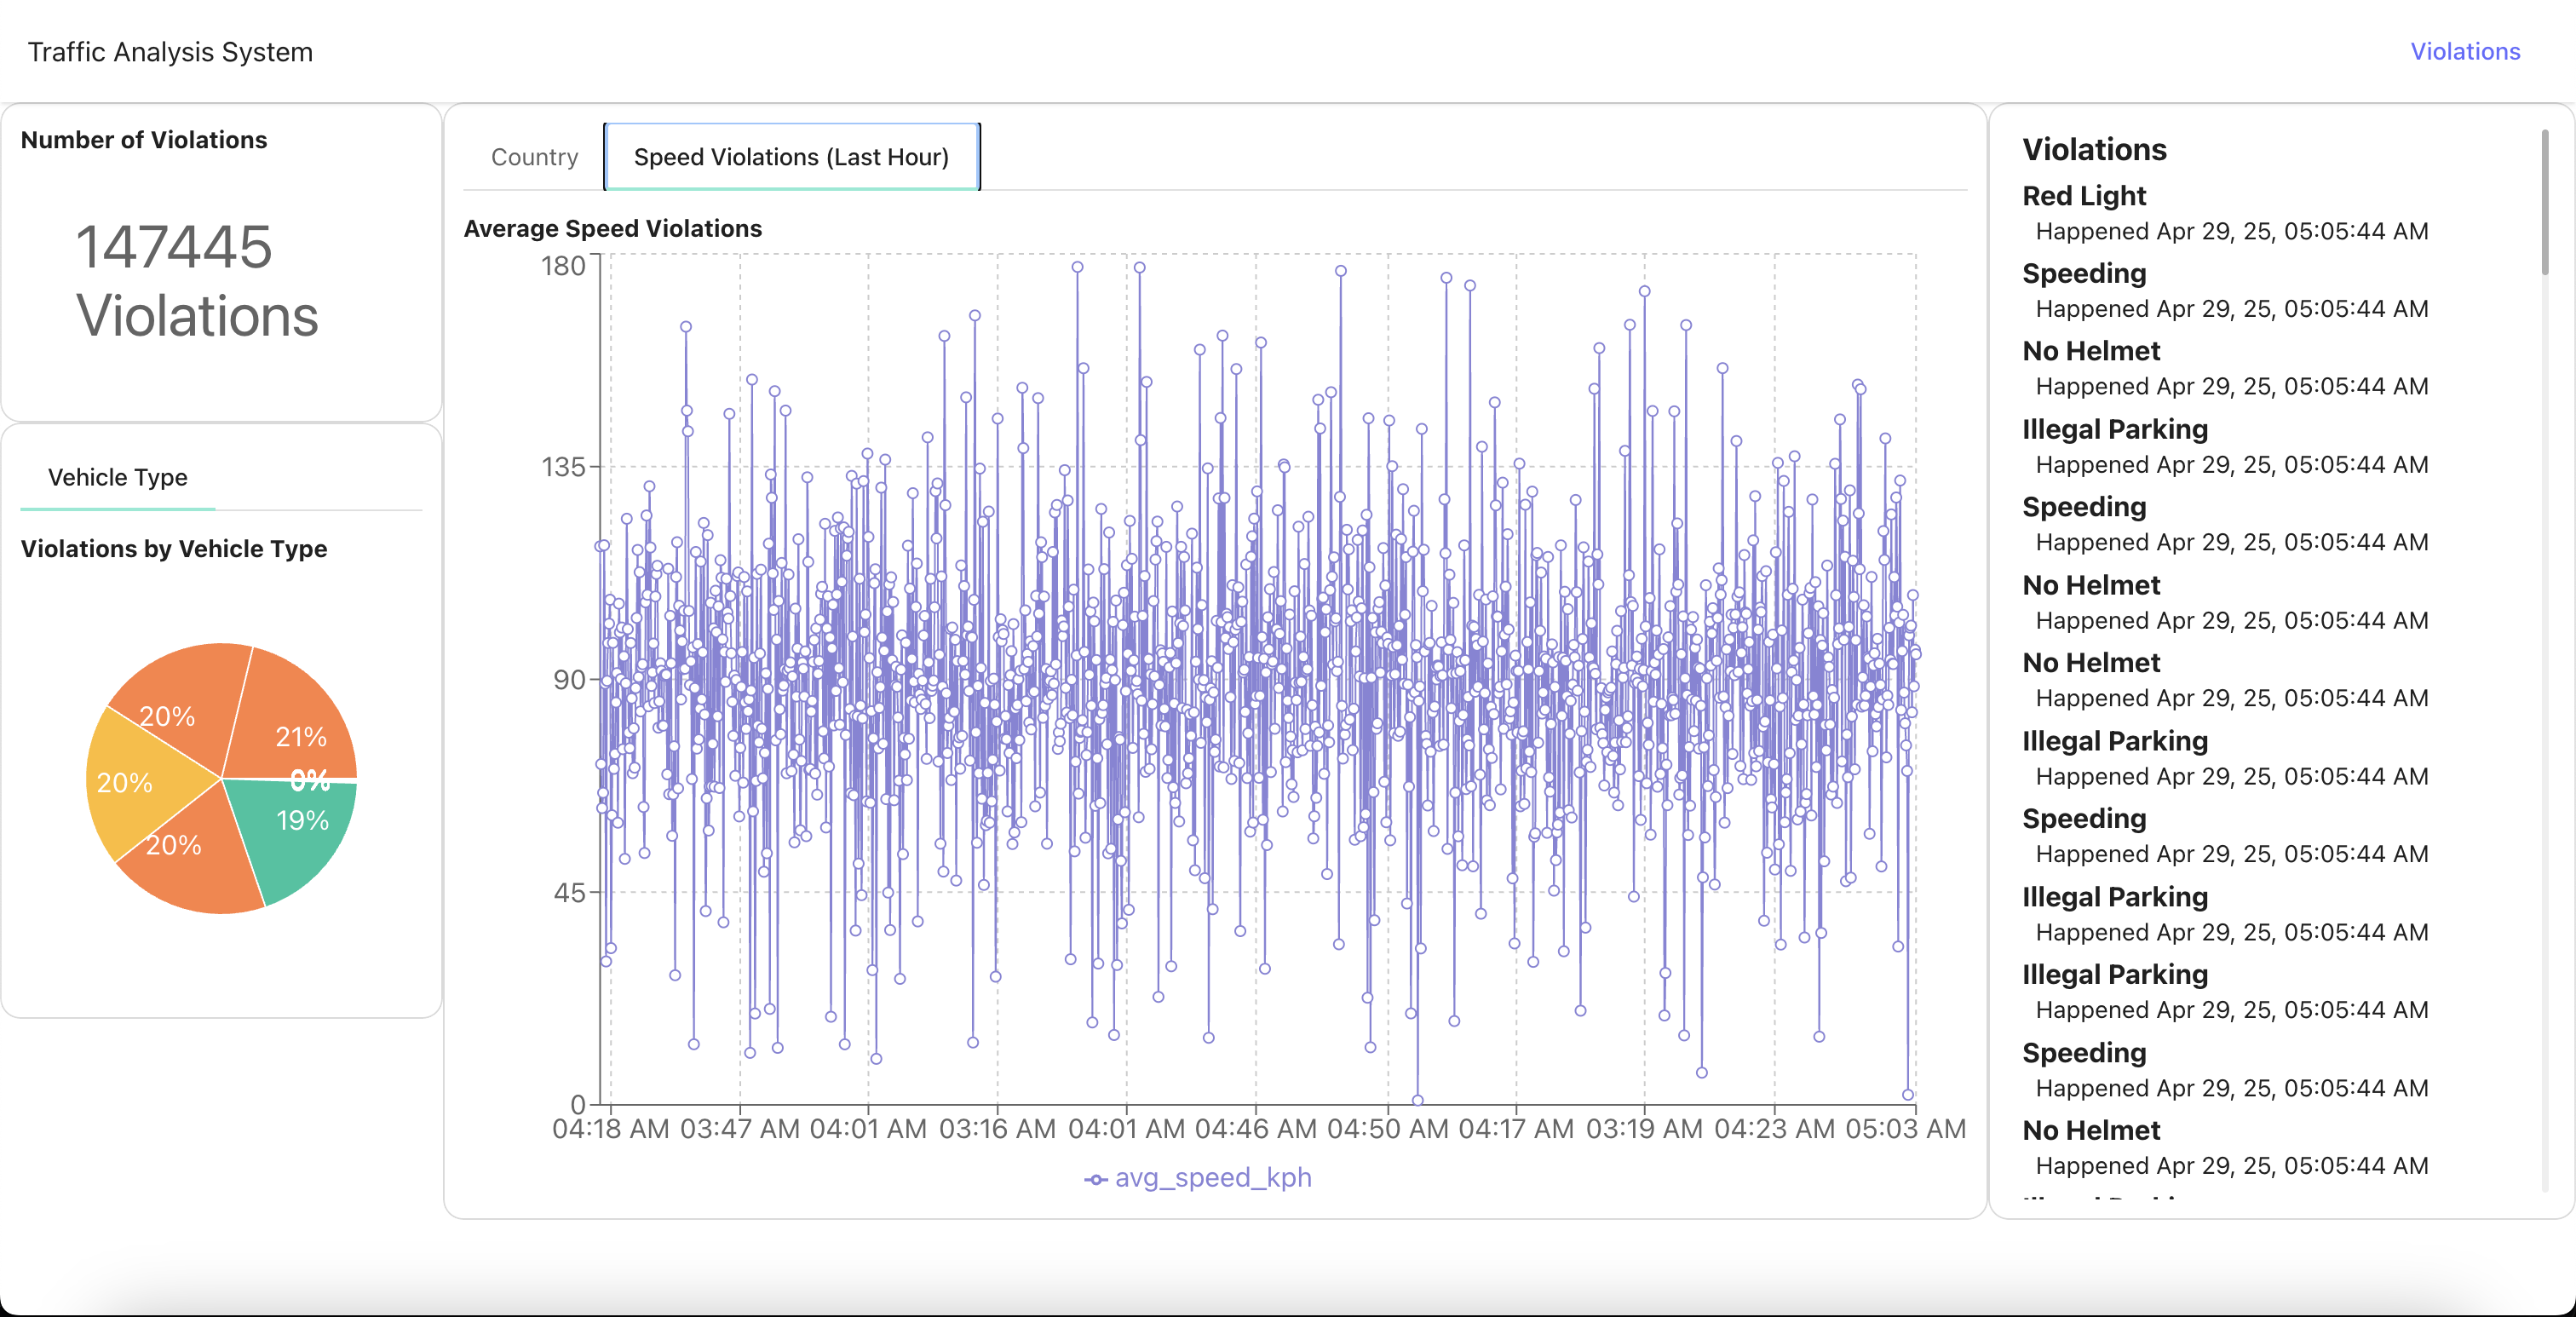 Traffic Analysis System
Violations
Number of Violations
147445
Violations
Vehicle Type
Violations by Vehicle Type
20%
21%
20%
0%
19%
20%
Country
Speed Violations (Last Hour)
Average Speed Violations
180
135
90
45
0
04:18 AM 03:47 AM 04:01 AM 03:16 AM 04:01 AM 04:46 AM 04:50 AM 04:17 AM 03:19 AM 04:23 AM 05:03 AM
avg_speed_kph
Violations
Red Light
Happened Apr 29, 25, 05:05:44 AM
Speeding
Happened Apr 29, 25, 05:05:44 AM
No Helmet
Happened Apr 29, 25, 05:05:44 AM
Illegal Parking
Happened Apr 29, 25, 05:05:44 AM
Speeding
Happened Apr 29, 25, 05:05:44 AM
No Helmet
Happened Apr 29, 25, 05:05:44 AM
No Helmet
Happened Apr 29, 25, 05:05:44 AM
Illegal Parking
Happened Apr 29, 25, 05:05:44 AM
Speeding
Happened Apr 29, 25, 05:05:44 AM
Illegal Parking
Happened Apr 29, 25, 05:05:44 AM
Illegal Parking
Happened Apr 29, 25, 05:05:44 AM
Speeding
Happened Apr 29, 25, 05:05:44 AM
No Helmet
Happened Apr 29, 25, 05:05:44 AM